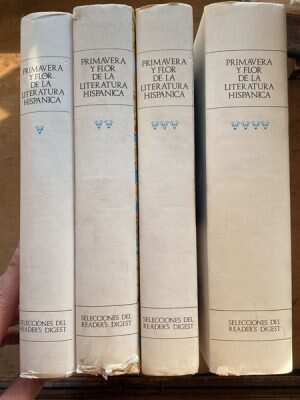 PRIMAVERA
Y FLOR
DE LA
LITERATURA
HISPANICA
SELECCIONES DEL
READER'S DIGEST
PRIMAVERA
Y FLOR
DE LA
LITERATURA
HISPANICA
SELECCIONES DEL
READER'S DIGEST
PRIMAVERA
Y FLOR
DE LA
LITERATURA
HISPANICA
SELECCIONES DEL
READER'S DIGEST
PRIMAVERA
Y FLOR
DE LA
LITERATURA
HISPANICA
SELECCIONES DEL
READER'S DIGEST